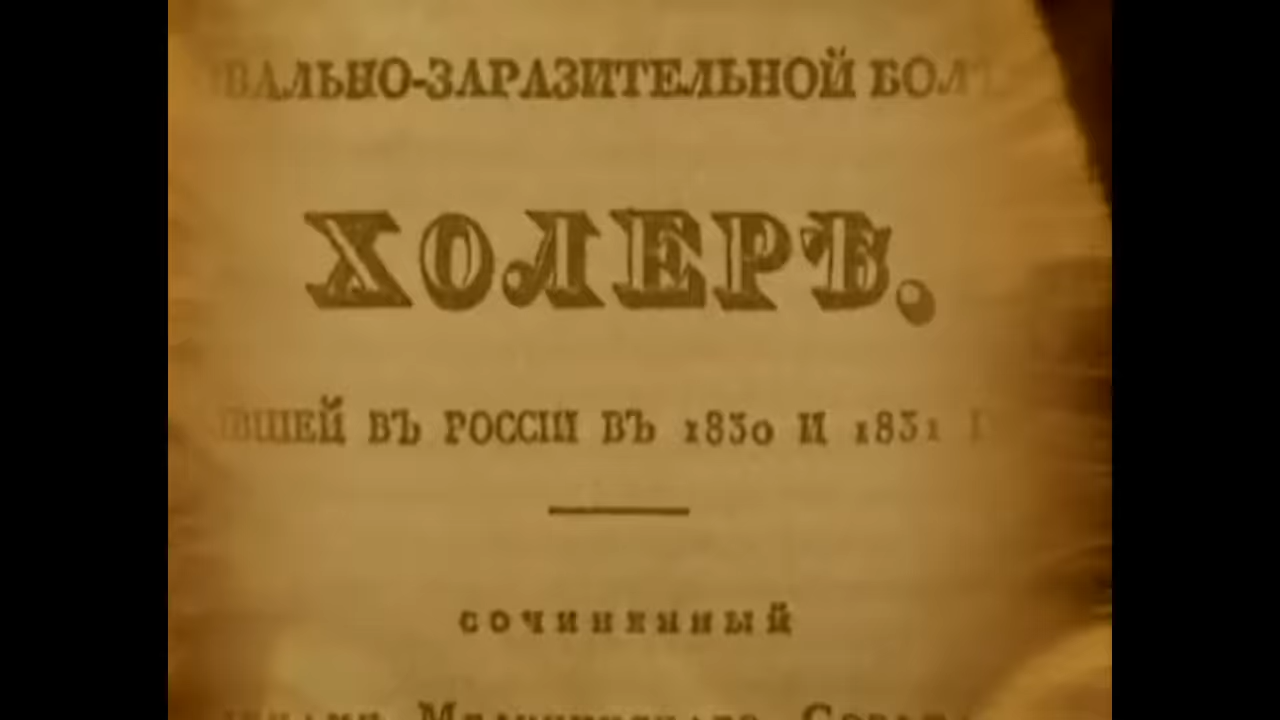 ВАЛЬНО-ЗАРАЗИТЕЛЬНОЙ БОЛ
ХОЛЕРѢ,
ВШЕЙ ВЪ РОССІИ ВЪ 1830 И 1831
СОЧИНЕННЫЙ